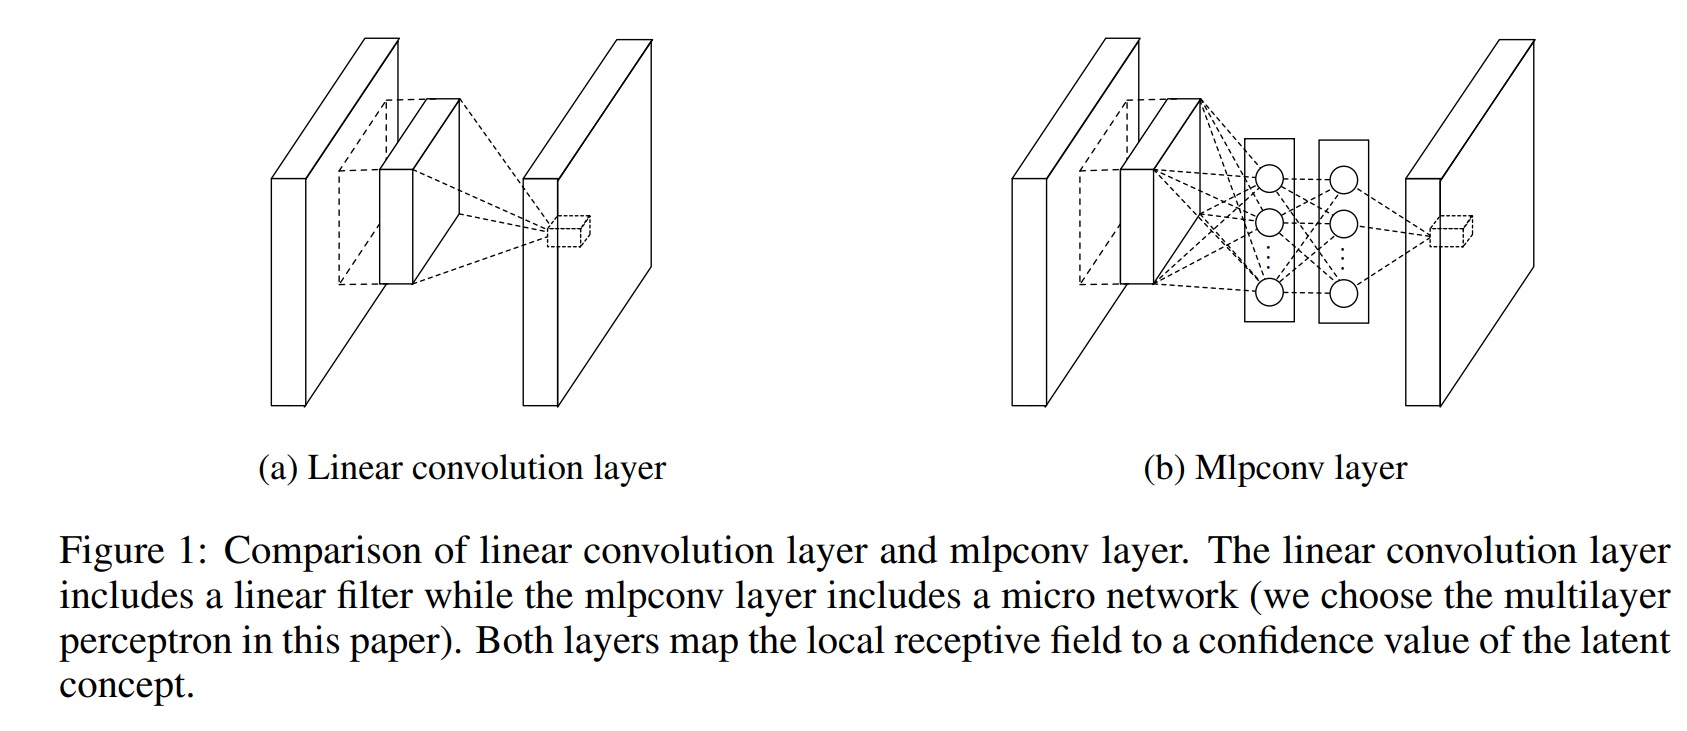 (a) Linear convolution layer
(b) Mlpconv layer
Figure 1: Comparison of linear convolution layer and mlpconv layer. The linear convolution layer
includes a linear filter while the mlpconv layer includes a micro network (we choose the multilayer
perceptron in this paper). Both layers map the local receptive field to a confidence value of the latent
concept.